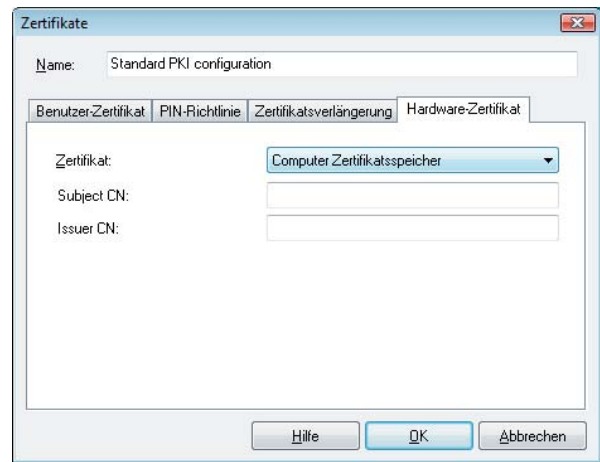 Zertifikate
Name: Standard PKI configuration
Benutzer-Zertifikat PIN-Richtlinie Zertifikatsverlängerung Hardware-Zertifikat
Zertifikat: Computer Zertifikatsspeicher
Subject CN:
Issuer CN:
Hilfe OK Abbrechen